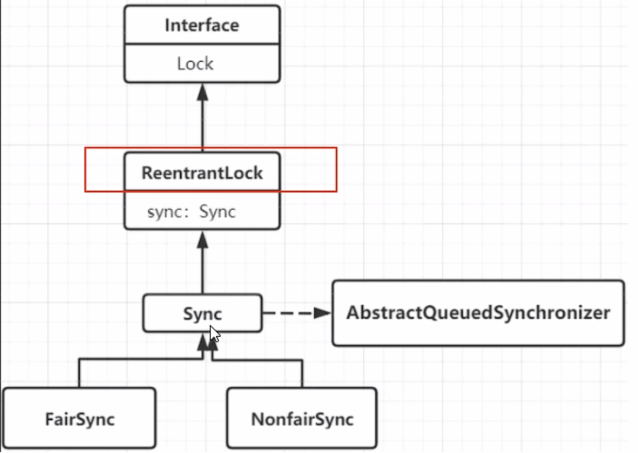 Interface
Lock
ReentrantLock
sync: Sync
Sync
AbstractQueuedSynchronizer
FairSync
NonfairSync